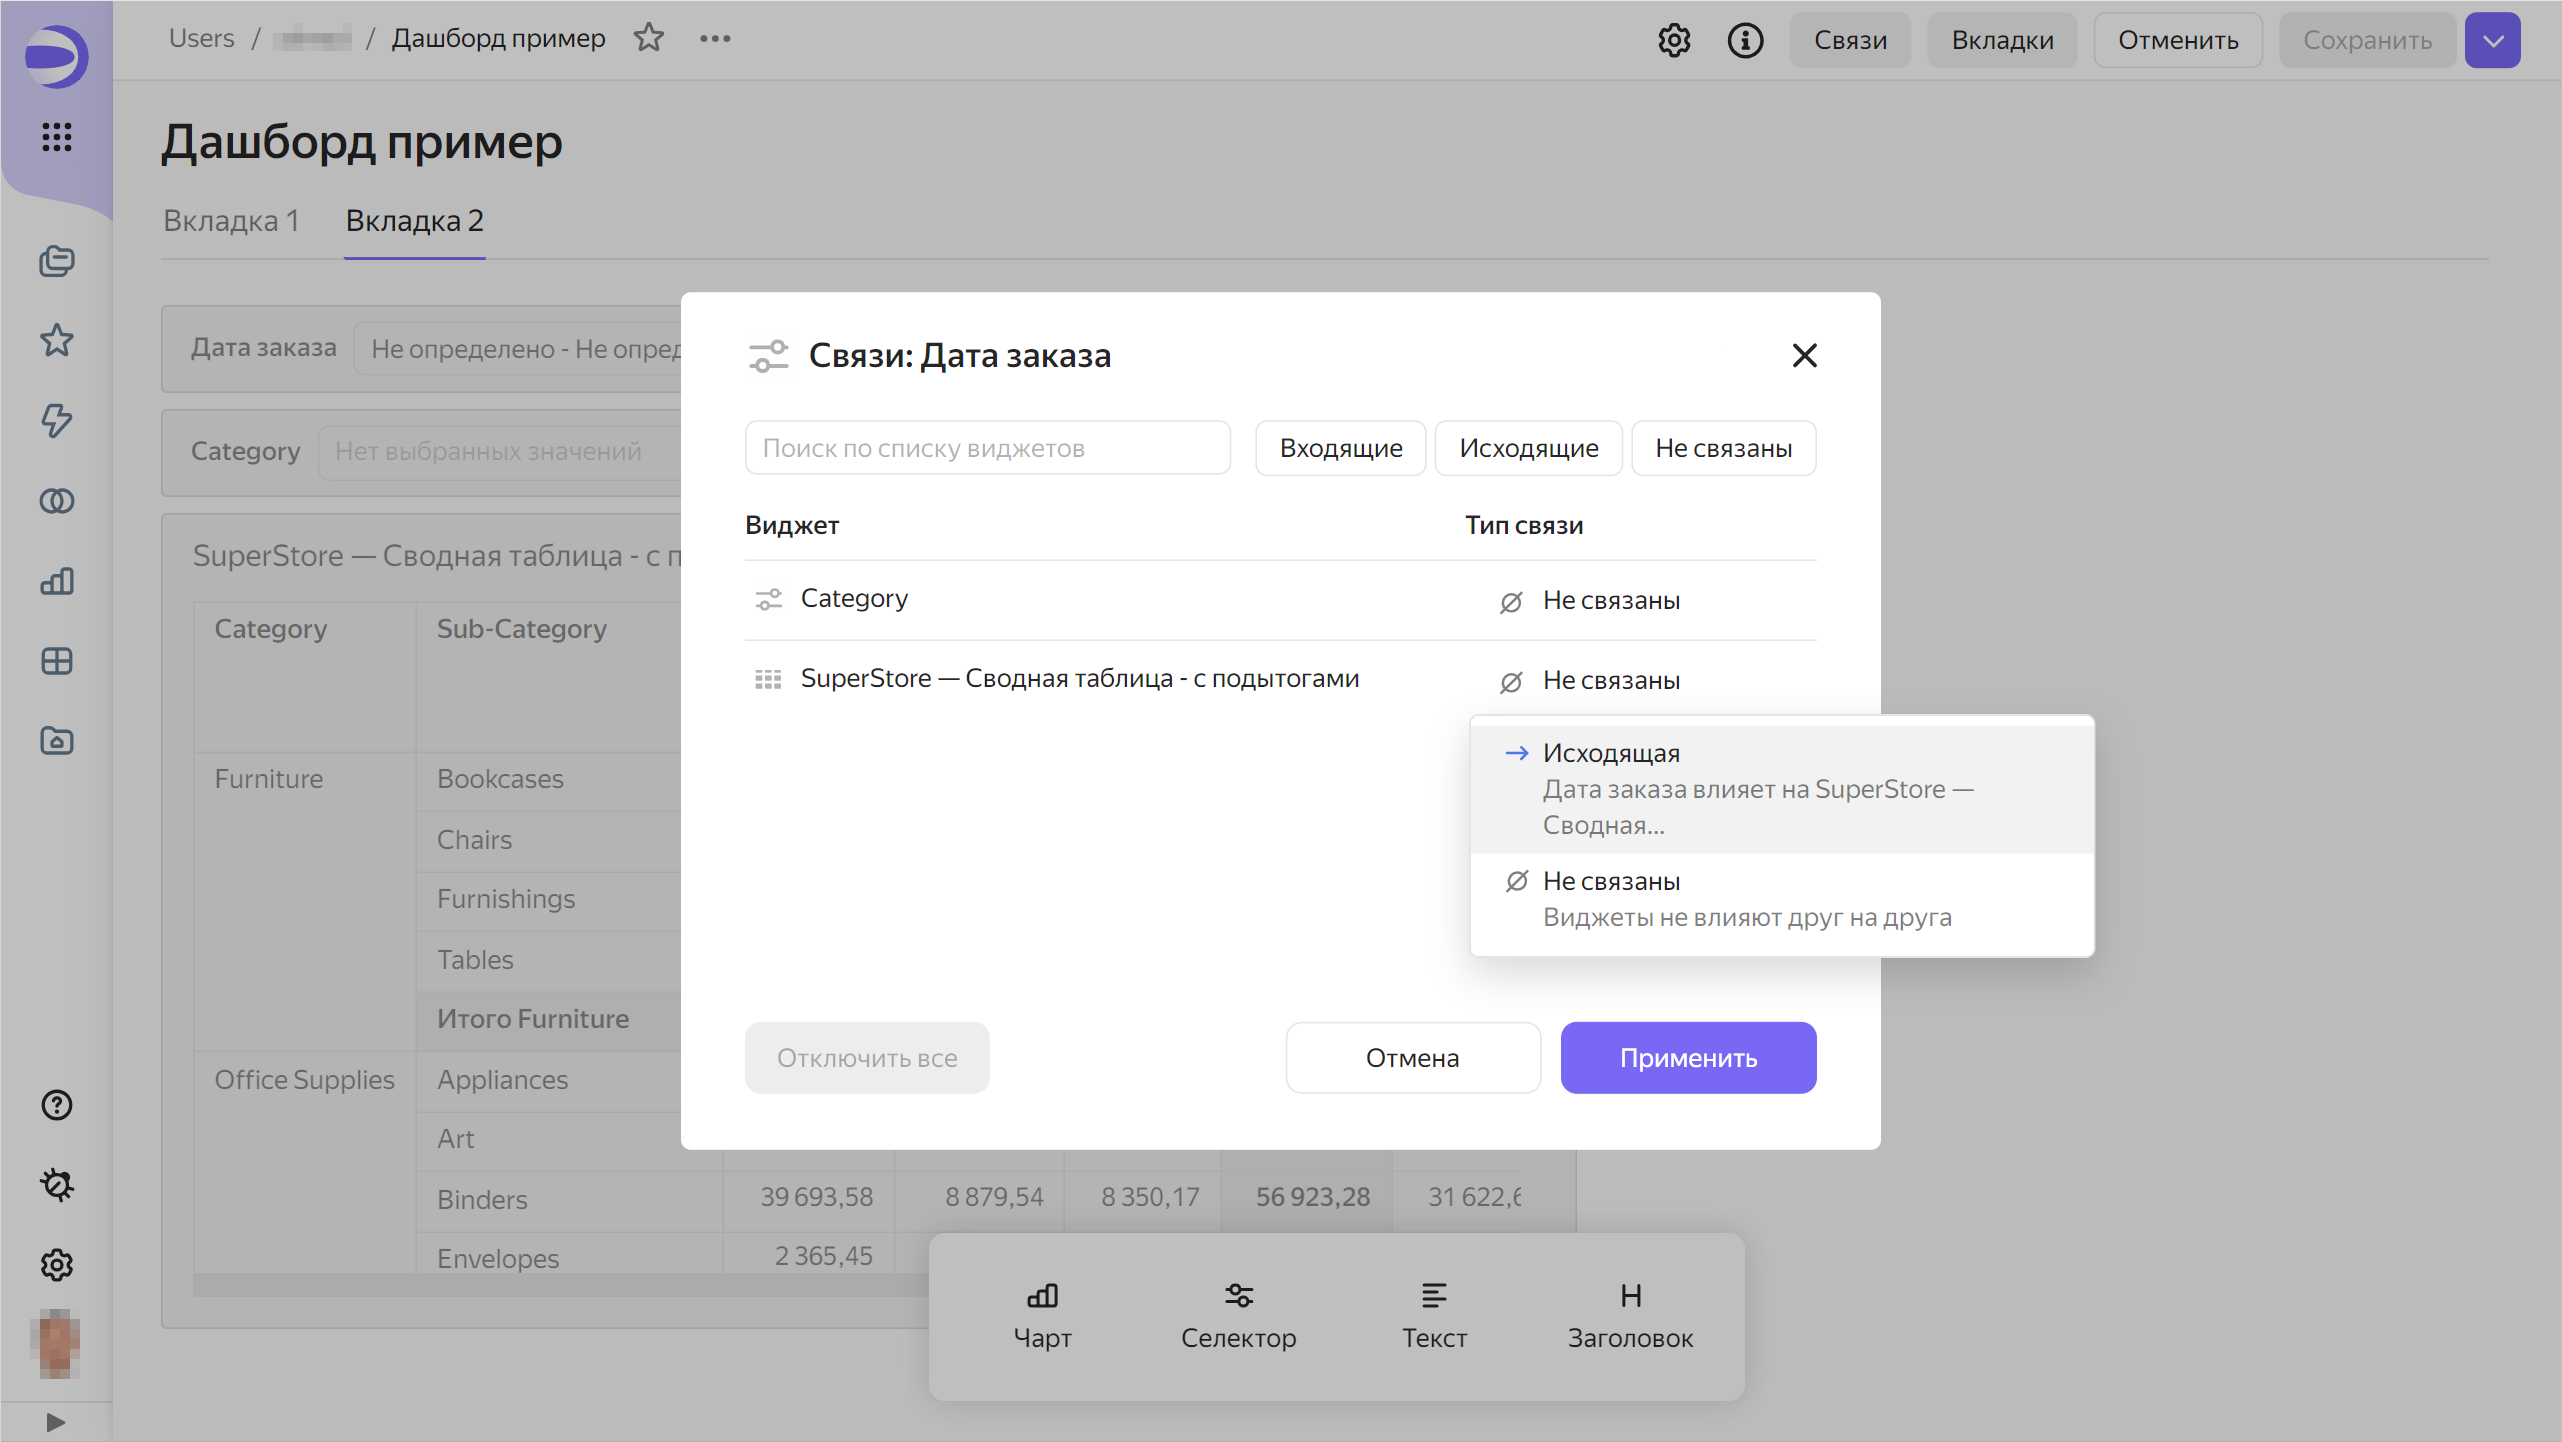 Users / / Дашборд пример
Связи
Вкладки
Отменить
Сохранить
Дашборд пример
Вкладка 1
Вкладка 2
Дата заказа
Не определено - Не опред
Category
Нет выбранных значений
SuperStore — Сводная таблица - с п
Category
Sub-Category
Furniture
Bookcases
Chairs
Furnishings
Tables
Итого Furniture
Office Supplies
Appliances
Art
Binders
39 693,58
8 879,54
8 350,17
56 923,28
31 622,6
Envelopes
2 365,45
Связи: Дата заказа
Поиск по списку виджетов
Входящие
Исходящие
Не связаны
Виджет
Тип связи
Category
Не связаны
SuperStore — Сводная таблица - с подытогами
Не связаны
Исходящая
Дата заказа влияет на SuperStore —
Сводная...
Не связаны
Виджеты не влияют друг на друга
Отключить все
Отмена
Применить
Чарт
Селектор
Текст
H
Заголовок